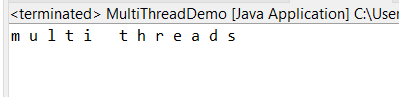 <terminated> MultiThreadDemo [Java Application] C:\User
m u l t i   t h r e a d s